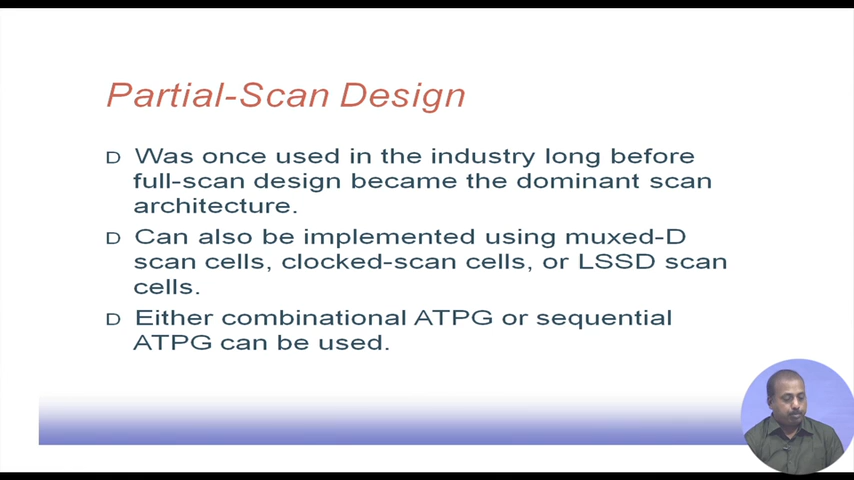 Partial-Scan Design
D Was once used in the industry long before
full-scan design became the dominant scan
architecture.
D Can also be implemented using muxed-D
scan cells, clocked-scan cells, or LSSD scan
cells.
D Either combinational ATPG or sequential
ATPG can be used.